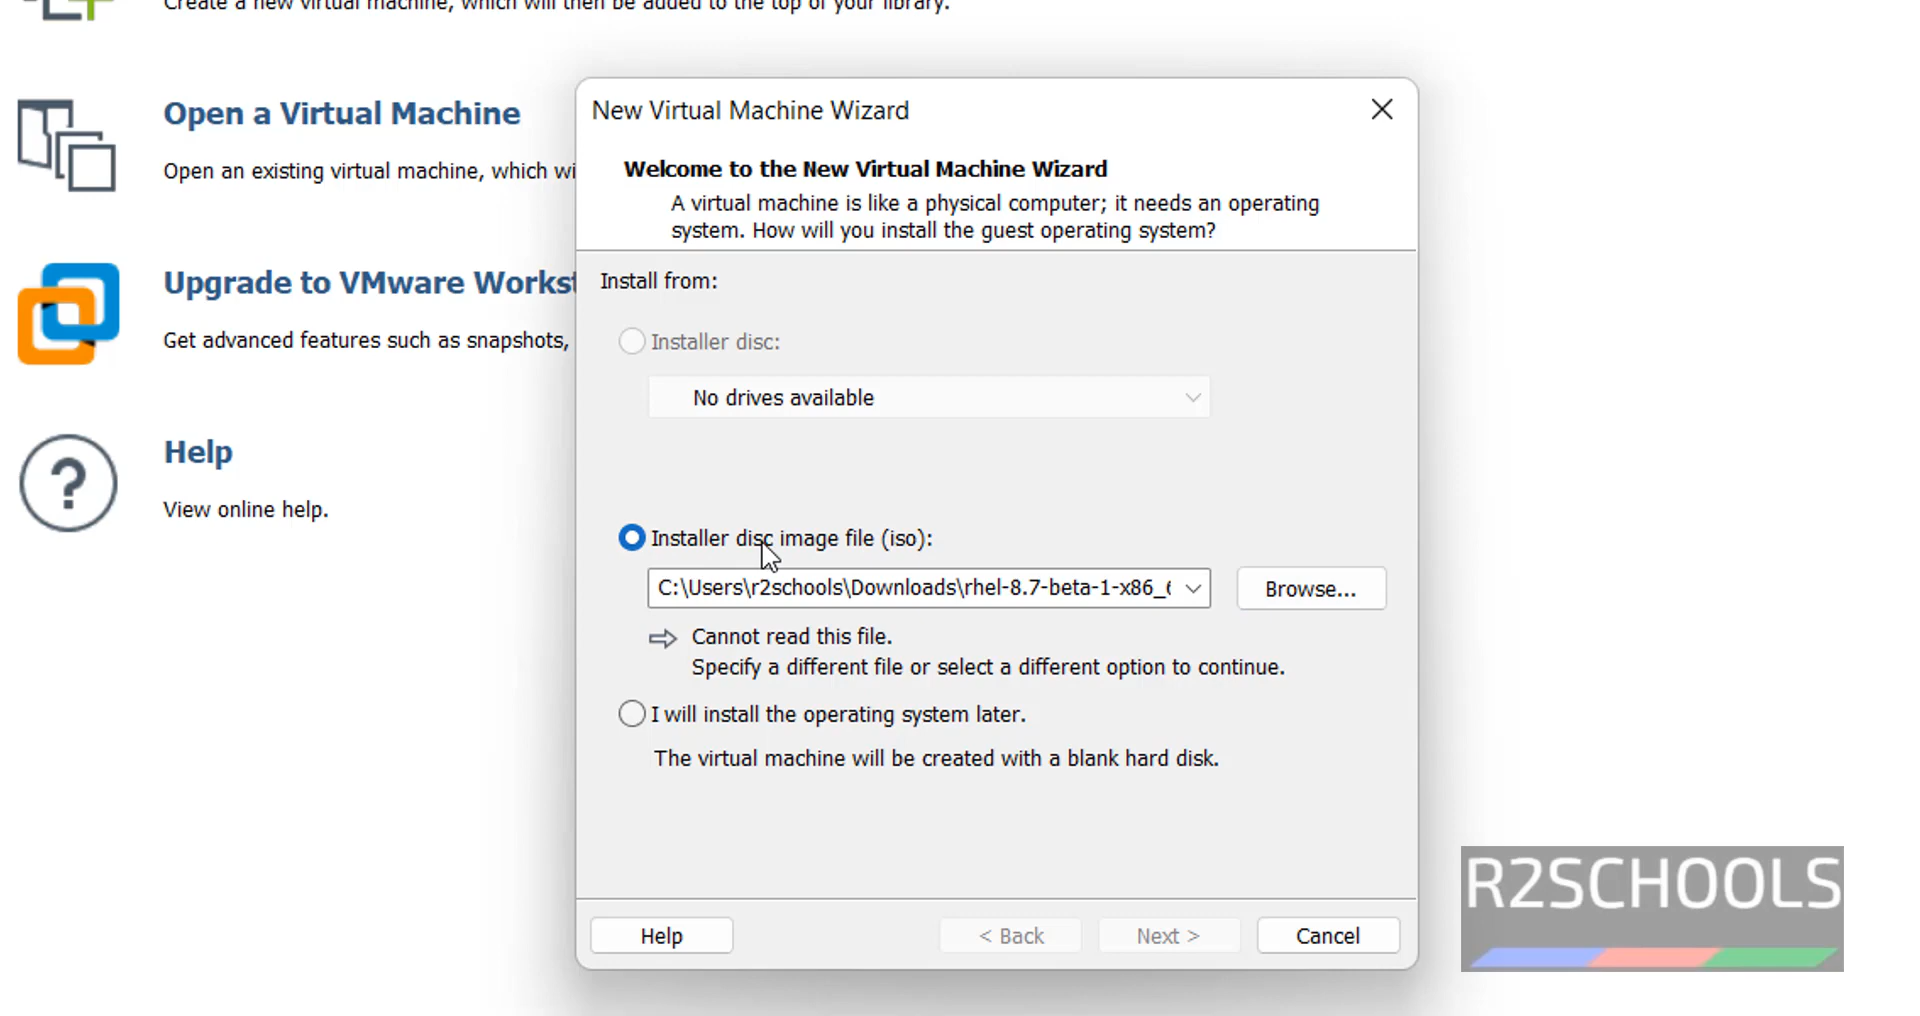 Create a new virtual machine, which will then be added to the top of your library.
Open a Virtual Machine
Open an existing virtual machine, which wi
Upgrade to VMware Workst
Get advanced features such as snapshots,
Help
View online help.
New Virtual Machine Wizard
Welcome to the New Virtual Machine Wizard
A virtual machine is like a physical computer; it needs an operating
system. How will you install the guest operating system?
Install from:
Installer disc:
No drives available
Installer disc image file (iso):
C:\Users\r2schools\Downloads\rhel-8.7-beta-1-x86_6
Browse...
Cannot read this file.
Specify a different file or select a different option to continue.
I will install the operating system later.
The virtual machine will be created with a blank hard disk.
Help
< Back
Next >
Cancel
R2SCHOOLS